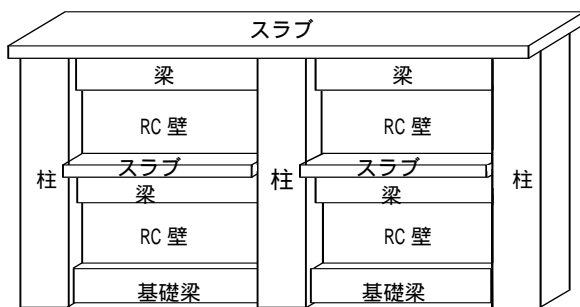 スラブ
梁 梁
RC 壁 RC 壁
柱 スラブ 柱 スラブ 柱
梁 梁
RC 壁 RC 壁
基礎梁 基礎梁